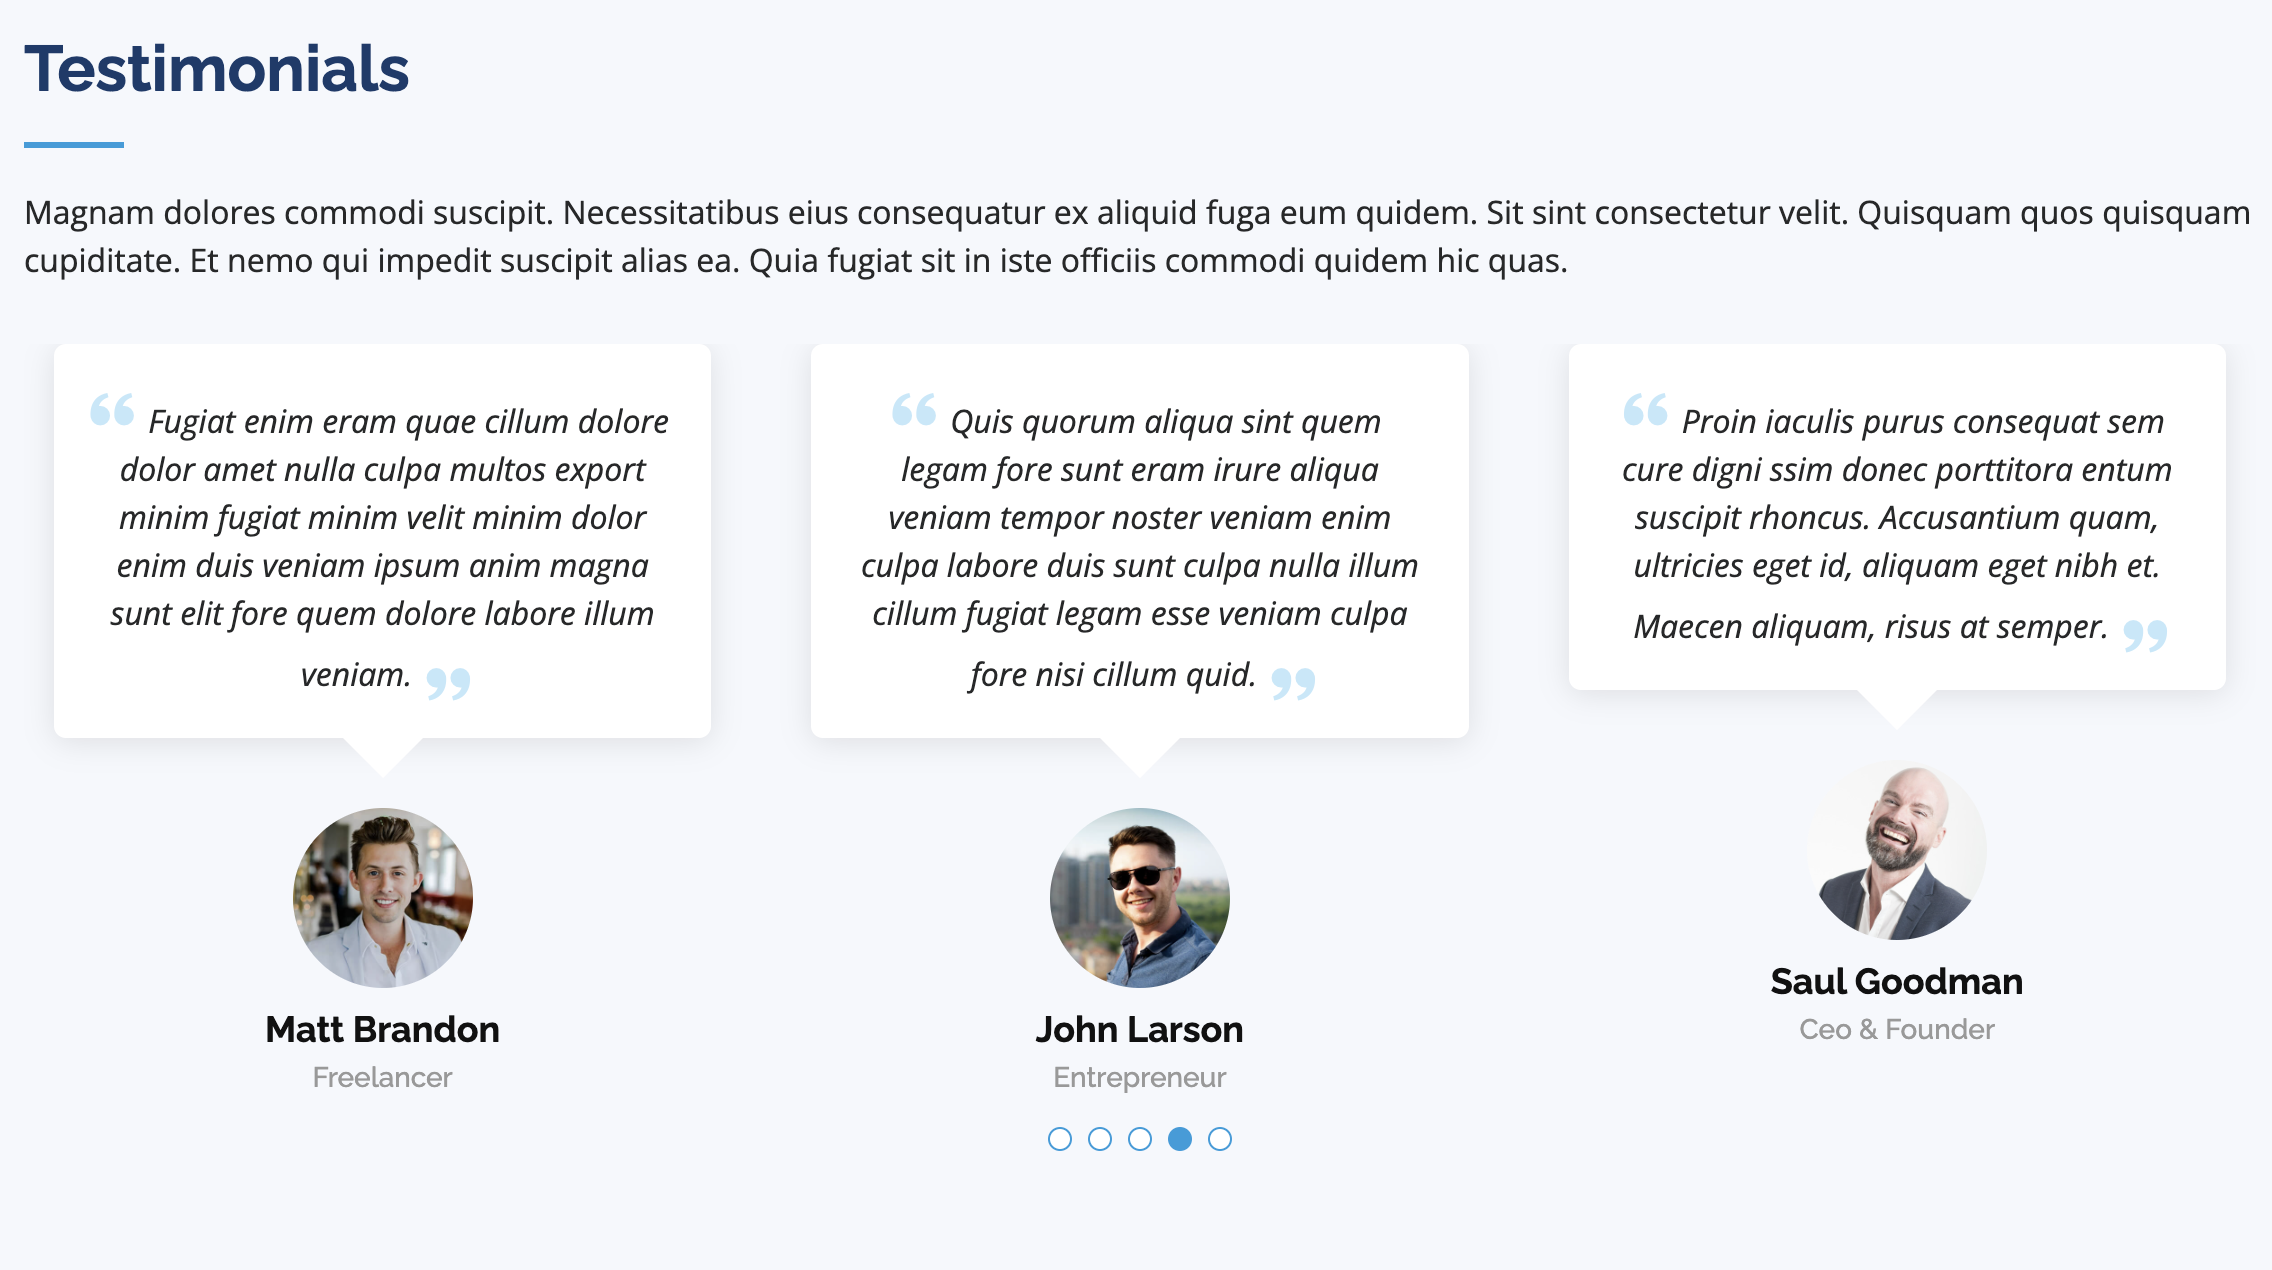 Testimonials
Magnam dolores commodi suscipit. Necessitatibus eius consequatur ex aliquid fuga eum quidem. Sit sint consectetur velit. Quisquam quos quisquam
cupiditate. Et nemo qui impedit suscipit alias ea. Quia fugiat sit in iste officiis commodi quidem hic quas.
“ Fugiat enim eram quae cillum dolore
dolor amet nulla culpa multos export
minim fugiat minim velit minim dolor
enim duis veniam ipsum anim magna
sunt elit fore quem dolore labore illum
veniam. ”
Matt Brandon
Freelancer
“ Quis quorum aliqua sint quem
legam fore sunt eram irure aliqua
veniam tempor noster veniam enim
culpa labore duis sunt culpa nulla illum
cillum fugiat legam esse veniam culpa
fore nisi cillum quid. ”
John Larson
Entrepreneur
“ Proin iaculis purus consequat sem
cure digni ssim donec porttitora entum
suscipit rhoncus. Accusantium quam,
ultricies eget id, aliquam eget nibh et.
Maecen aliquam, risus at semper. ”
Saul Goodman
Ceo & Founder